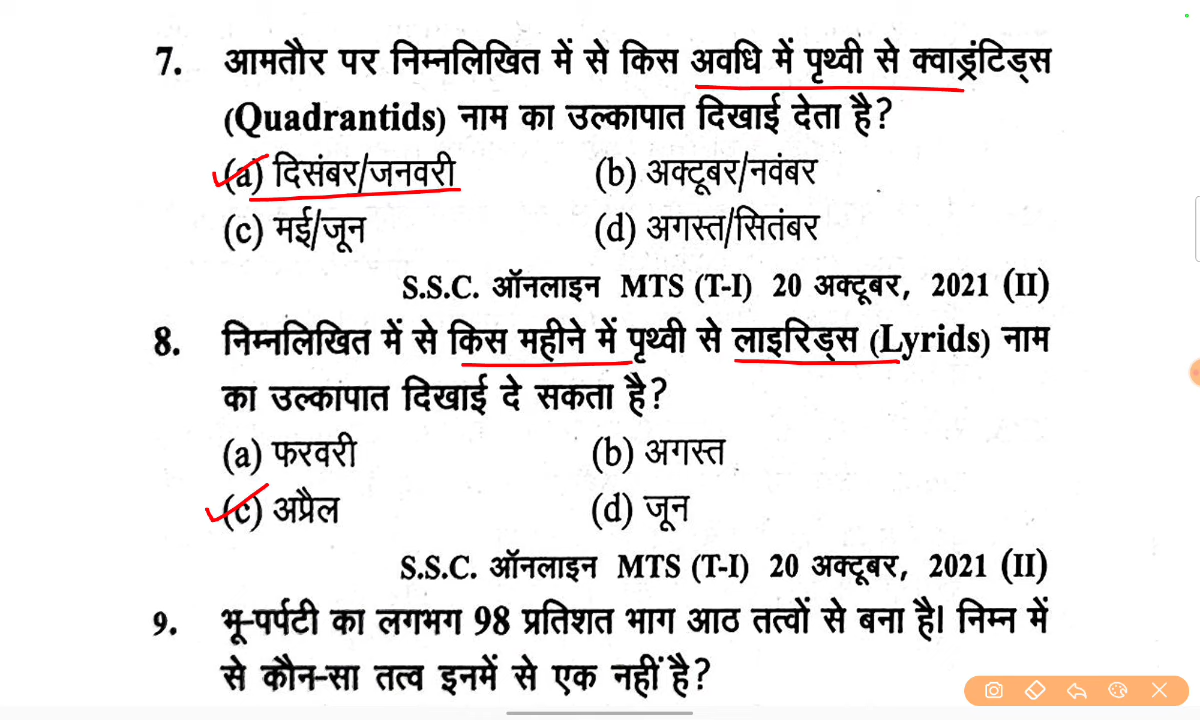 7. आमतौर पर निम्नलिखित में से किस अवधि में पृथ्वी से क्वाड्रंटिड्स
(Quadrantids) नाम का उल्कापात दिखाई देता है?
(a) दिसंबर/जनवरी (b) अक्टूबर/नवंबर
(c) मई/जून (d) अगस्त/सितंबर
S.S.C. ऑनलाइन MTS (T-I) 20 अक्टूबर, 2021 (II)
8. निम्नलिखित में से किस महीने में पृथ्वी से लाइरिड्स (Lyrids) नाम
का उल्कापात दिखाई दे सकता है?
(a) फरवरी (b) अगस्त
(c) अप्रैल (d) जून
S.S.C. ऑनलाइन MTS (T-I) 20 अक्टूबर, 2021 (II)
9. भू-पर्पटी का लगभग 98 प्रतिशत भाग आठ तत्वों से बना है। निम्न में
से कौन-सा तत्व इनमें से एक नहीं है?